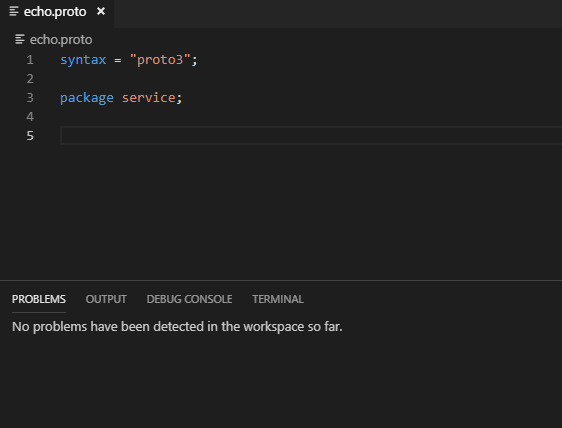 echo.proto ×
echo.proto
1 syntax = "proto3";
2
3 package service;
4
5
PROBLEMS OUTPUT DEBUG CONSOLE TERMINAL
No problems have been detected in the workspace so far.